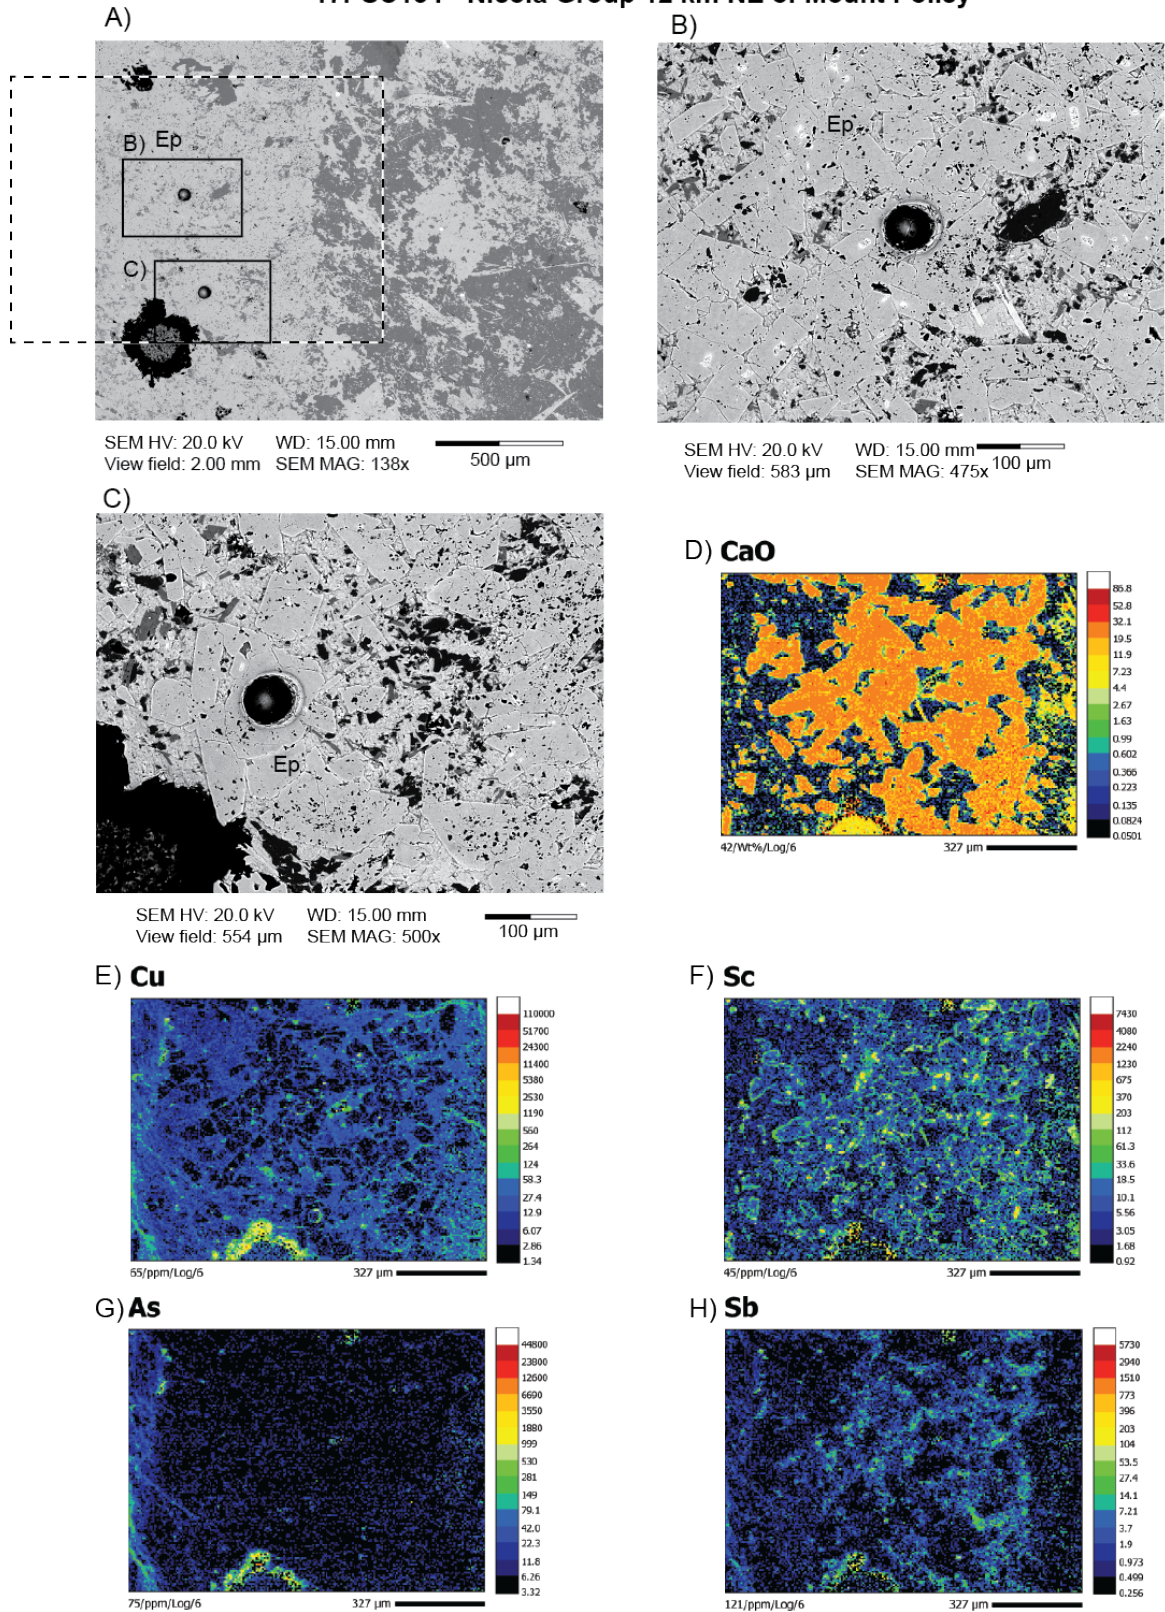 A)
B)
Ep
B)
C)
Ep
SEM HV: 20.0 kV WD: 15.00 mm
View field: 2.00 mm SEM MAG: 138x
500 µm
SEM HV: 20.0 kV WD: 15.00 mm
View field: 583 µm SEM MAG: 475x
100 µm
C)
Ep
SEM HV: 20.0 kV WD: 15.00 mm
View field: 554 µm SEM MAG: 500x
100 µm
D) CaO
86.8
52.8
32.1
19.5
11.9
7.23
4.4
2.67
1.63
0.99
0.602
0.366
0.223
0.135
0.0824
0.0501
42/Wt%/Log/6 327 µm
E) Cu
110000
51700
24300
11400
5380
2530
1190
560
264
124
58.3
27.4
12.9
6.07
2.86
1.34
65/ppm/Log/6 327 µm
F) Sc
7430
4080
2240
1230
675
370
203
112
61.3
33.6
18.5
10.1
5.56
3.05
1.68
0.92
45/ppm/Log/6 327 µm
G) As
44800
23800
12600
6690
3550
1880
999
530
281
149
79.1
42.0
22.3
11.8
6.26
3.32
75/ppm/Log/6 327 µm
H) Sb
5730
2940
1510
773
396
203
104
53.5
27.4
14.1
7.21
3.7
1.9
0.973
0.499
0.256
121/ppm/Log/6 327 µm